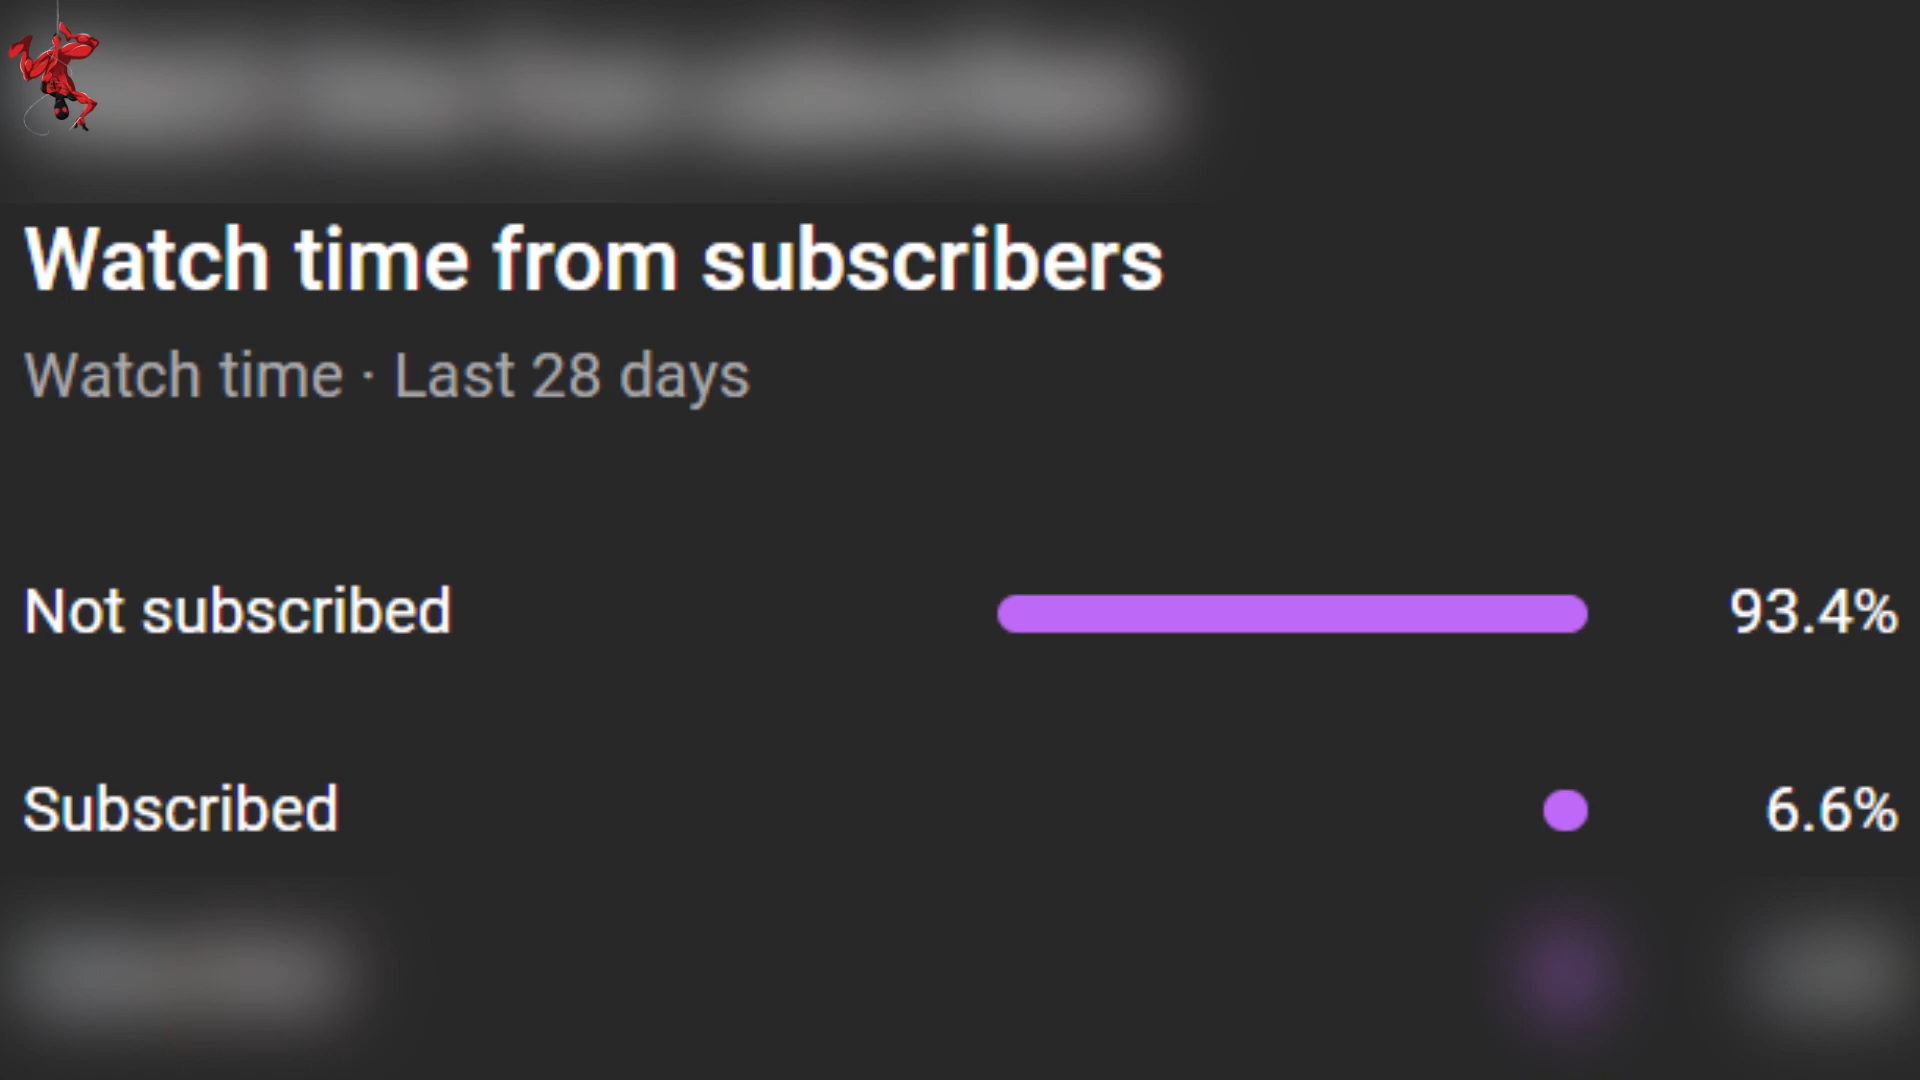 Watch time from subscribers
Watch time · Last 28 days
Not subscribed 93.4%
Subscribed 6.6%